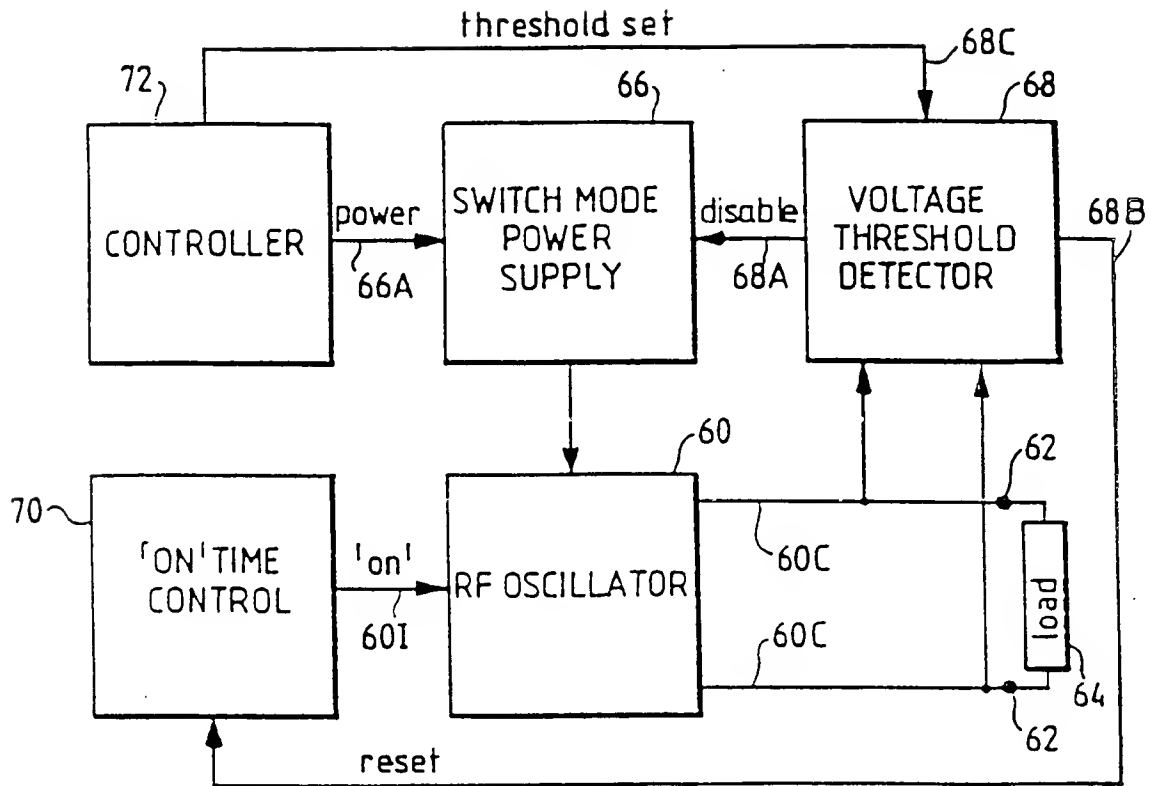 threshold set
68C
72
66
68
CONTROLLER
power
66A
SWITCH MODE
POWER
SUPPLY
disable
68A
VOLTAGE
THRESHOLD
DETECTOR
68B
60
62
70
'ON' TIME
CONTROL
'on'
60I
RF OSCILLATOR
60C
60C
load
64
62
reset